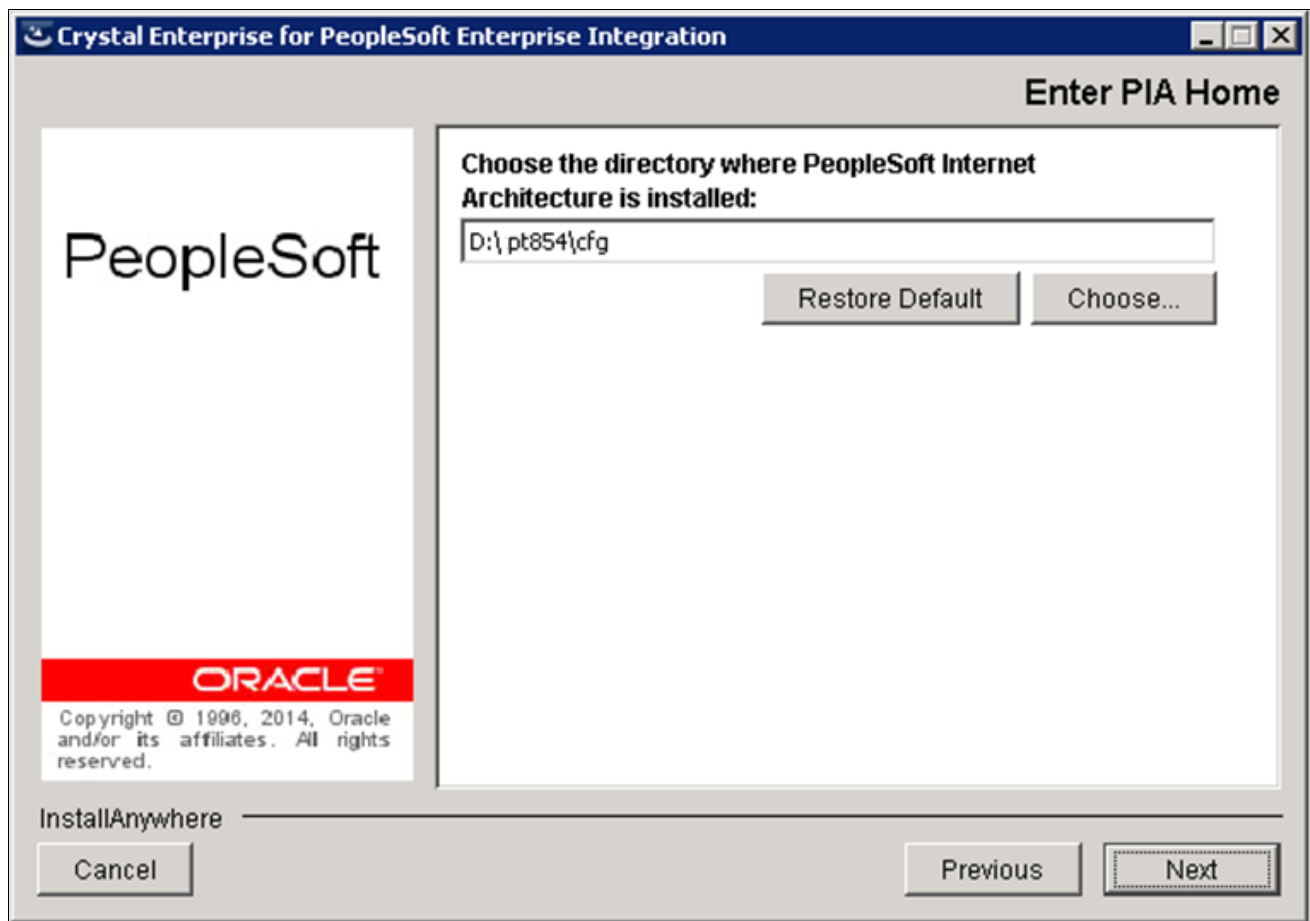 Crystal Enterprise for PeopleSoft Enterprise Integration
Enter PIA Home
PeopleSoft
Choose the directory where PeopleSoft Internet
Architecture is installed:
D:\ pt854\cfg
Restore Default
Choose...
ORACLE
Copyright © 1996, 2014, Oracle
and/or its affiliates. All rights
reserved.
InstallAnywhere
Cancel
Previous
Next